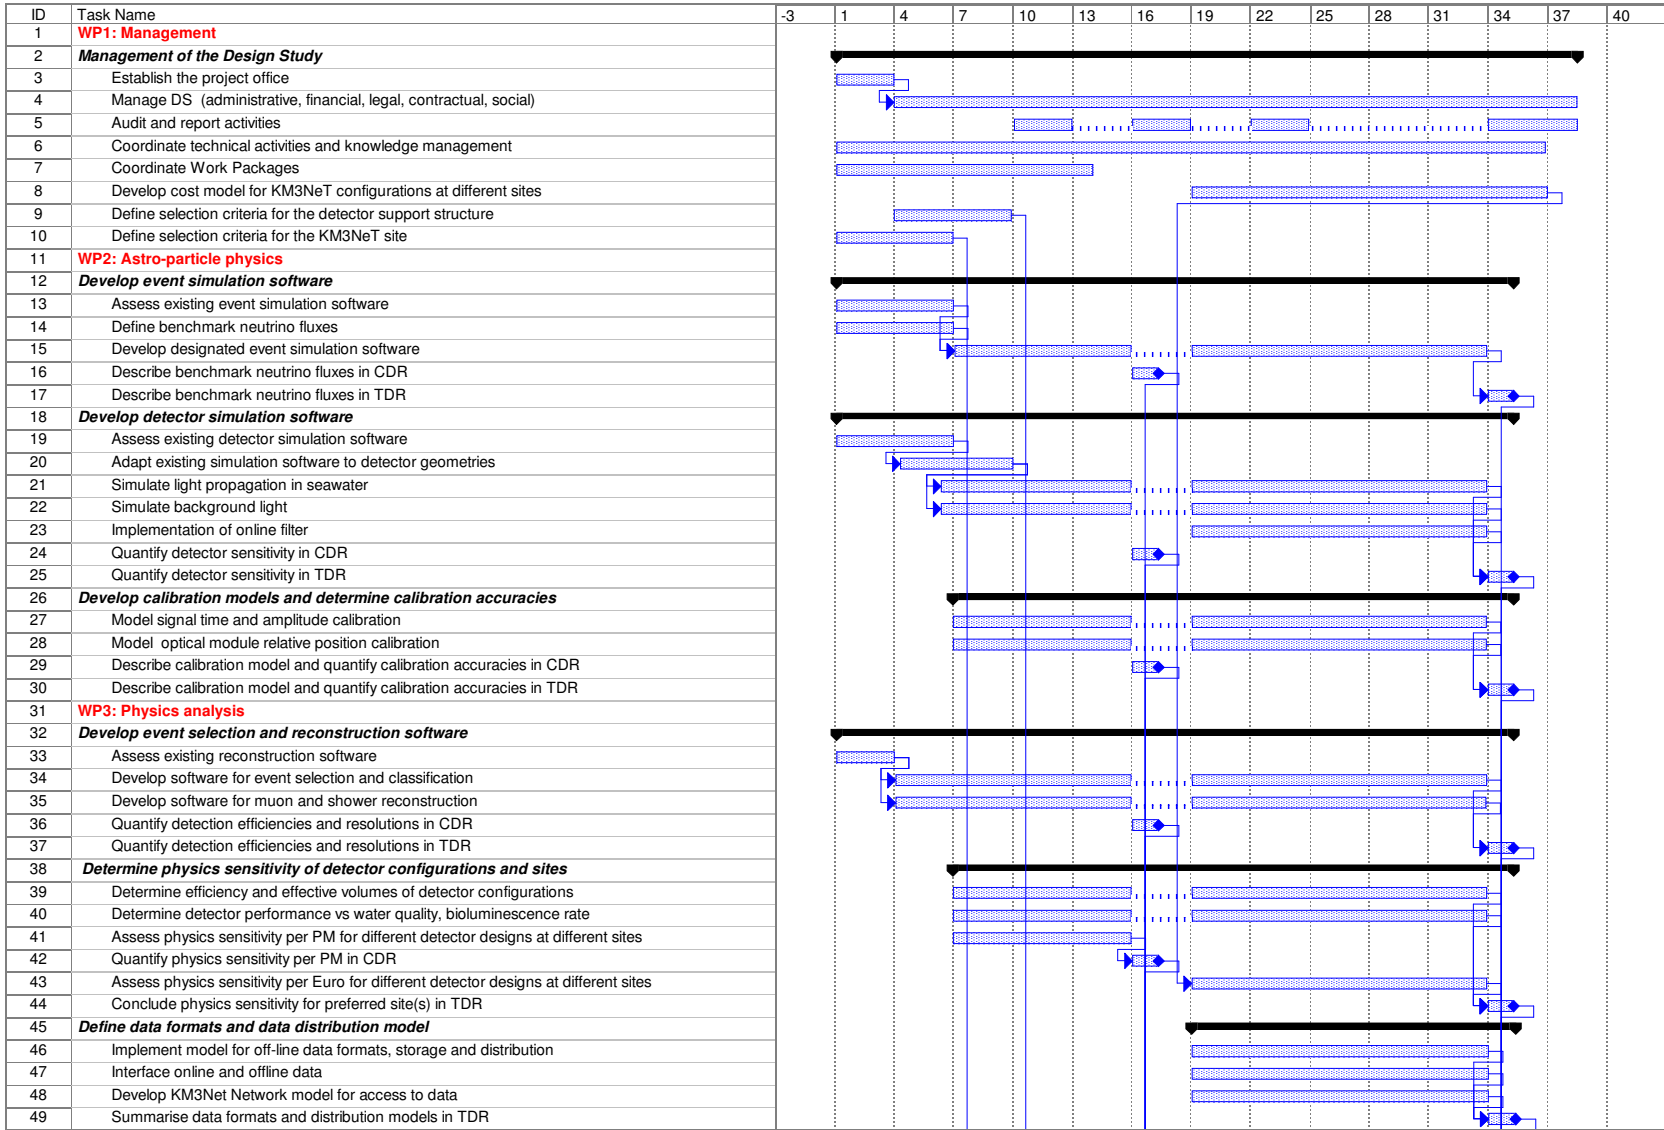 ID Task Name -3 1 4 7 10 13 16 19 22 25 28 31 34 37 40
1 WP1: Management
2 Management of the Design Study
3 Establish the project office
4 Manage DS (administrative, financial, legal, contractual, social)
5 Audit and report activities
6 Coordinate technical activities and knowledge management
7 Coordinate Work Packages
8 Develop cost model for KM3NeT configurations at different sites
9 Define selection criteria for the detector support structure
10 Define selection criteria for the KM3NeT site
11 WP2: Astro-particle physics
12 Develop event simulation software
13 Assess existing event simulation software
14 Define benchmark neutrino fluxes
15 Develop designated event simulation software
16 Describe benchmark neutrino fluxes in CDR
17 Describe benchmark neutrino fluxes in TDR
18 Develop detector simulation software
19 Assess existing detector simulation software
20 Adapt existing simulation software to detector geometries
21 Simulate light propagation in seawater
22 Simulate background light
23 Implementation of online filter
24 Quantify detector sensitivity in CDR
25 Quantify detector sensitivity in TDR
26 Develop calibration models and determine calibration accuracies
27 Model signal time and amplitude calibration
28 Model optical module relative position calibration
29 Describe calibration model and quantify calibration accuracies in CDR
30 Describe calibration model and quantify calibration accuracies in TDR
31 WP3: Physics analysis
32 Develop event selection and reconstruction software
33 Assess existing reconstruction software
34 Develop software for event selection and classification
35 Develop software for muon and shower reconstruction
36 Quantify detection efficiencies and resolutions in CDR
37 Quantify detection efficiencies and resolutions in TDR
38 Determine physics sensitivity of detector configurations and sites
39 Determine efficiency and effective volumes of detector configurations
40 Determine detector performance vs water quality, bioluminescence rate
41 Assess physics sensitivity per PM for different detector designs at different sites
42 Quantify physics sensitivity per PM in CDR
43 Assess physics sensitivity per Euro for different detector designs at different sites
44 Conclude physics sensitivity for preferred site(s) in TDR
45 Define data formats and data distribution model
46 Implement model for off-line data formats, storage and distribution
47 Interface online and offline data
48 Develop KM3Net Network model for access to data
49 Summarise data formats and distribution models in TDR